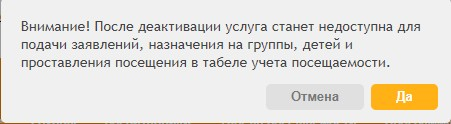 Внимание! После деактивации услуга станет недоступна для
подачи заявлений, назначения на группы, детей и
проставления посещения в табеле учета посещаемости.
Отмена Да